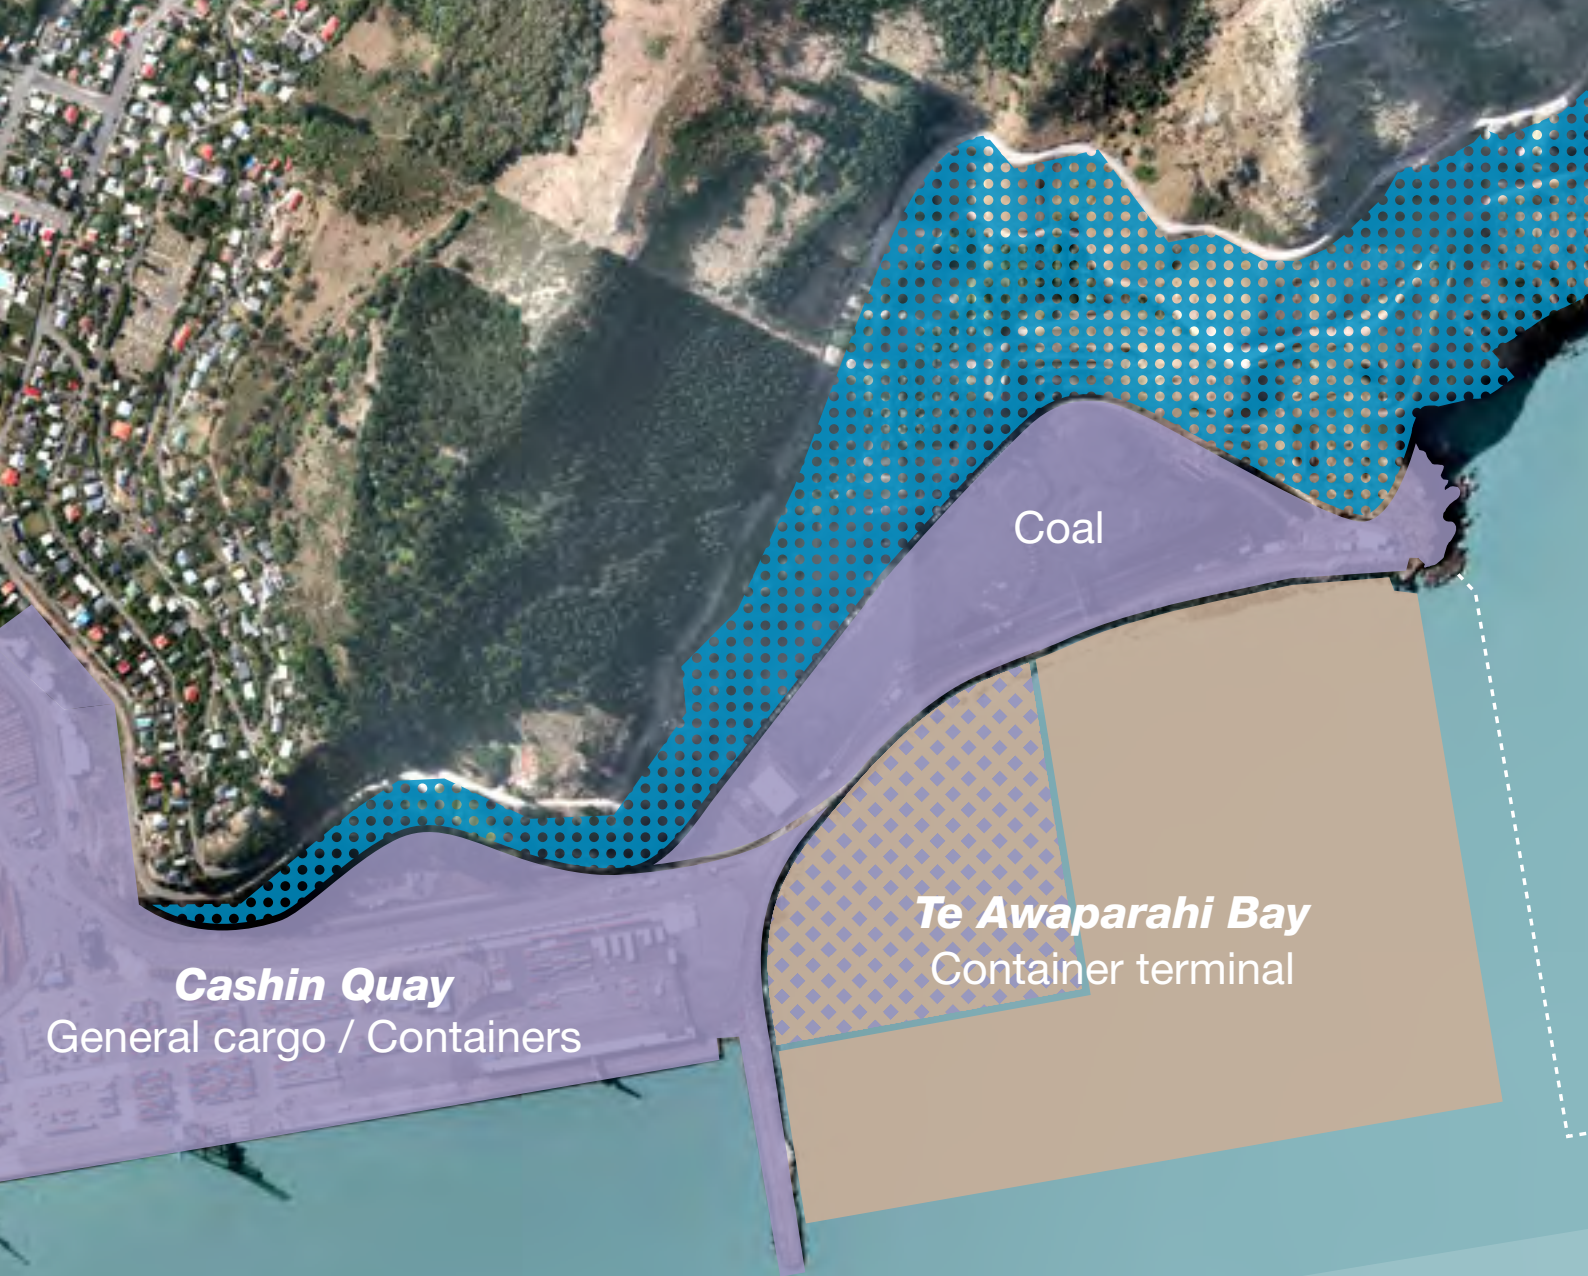 Coal
Te Awaparahi Bay
Container terminal
Cashin Quay
General cargo / Containers